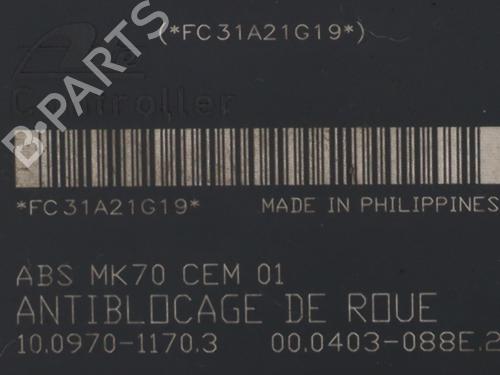 (*FC31A21G19*)
Ate
Controller
B-PARTS
*FC31A21G19* MADE IN PHILIPPINES
ABS MK70 CEM 01
ANTIBLOCAGE DE ROUE
10.0970-1170.3 00.0403-088E.2